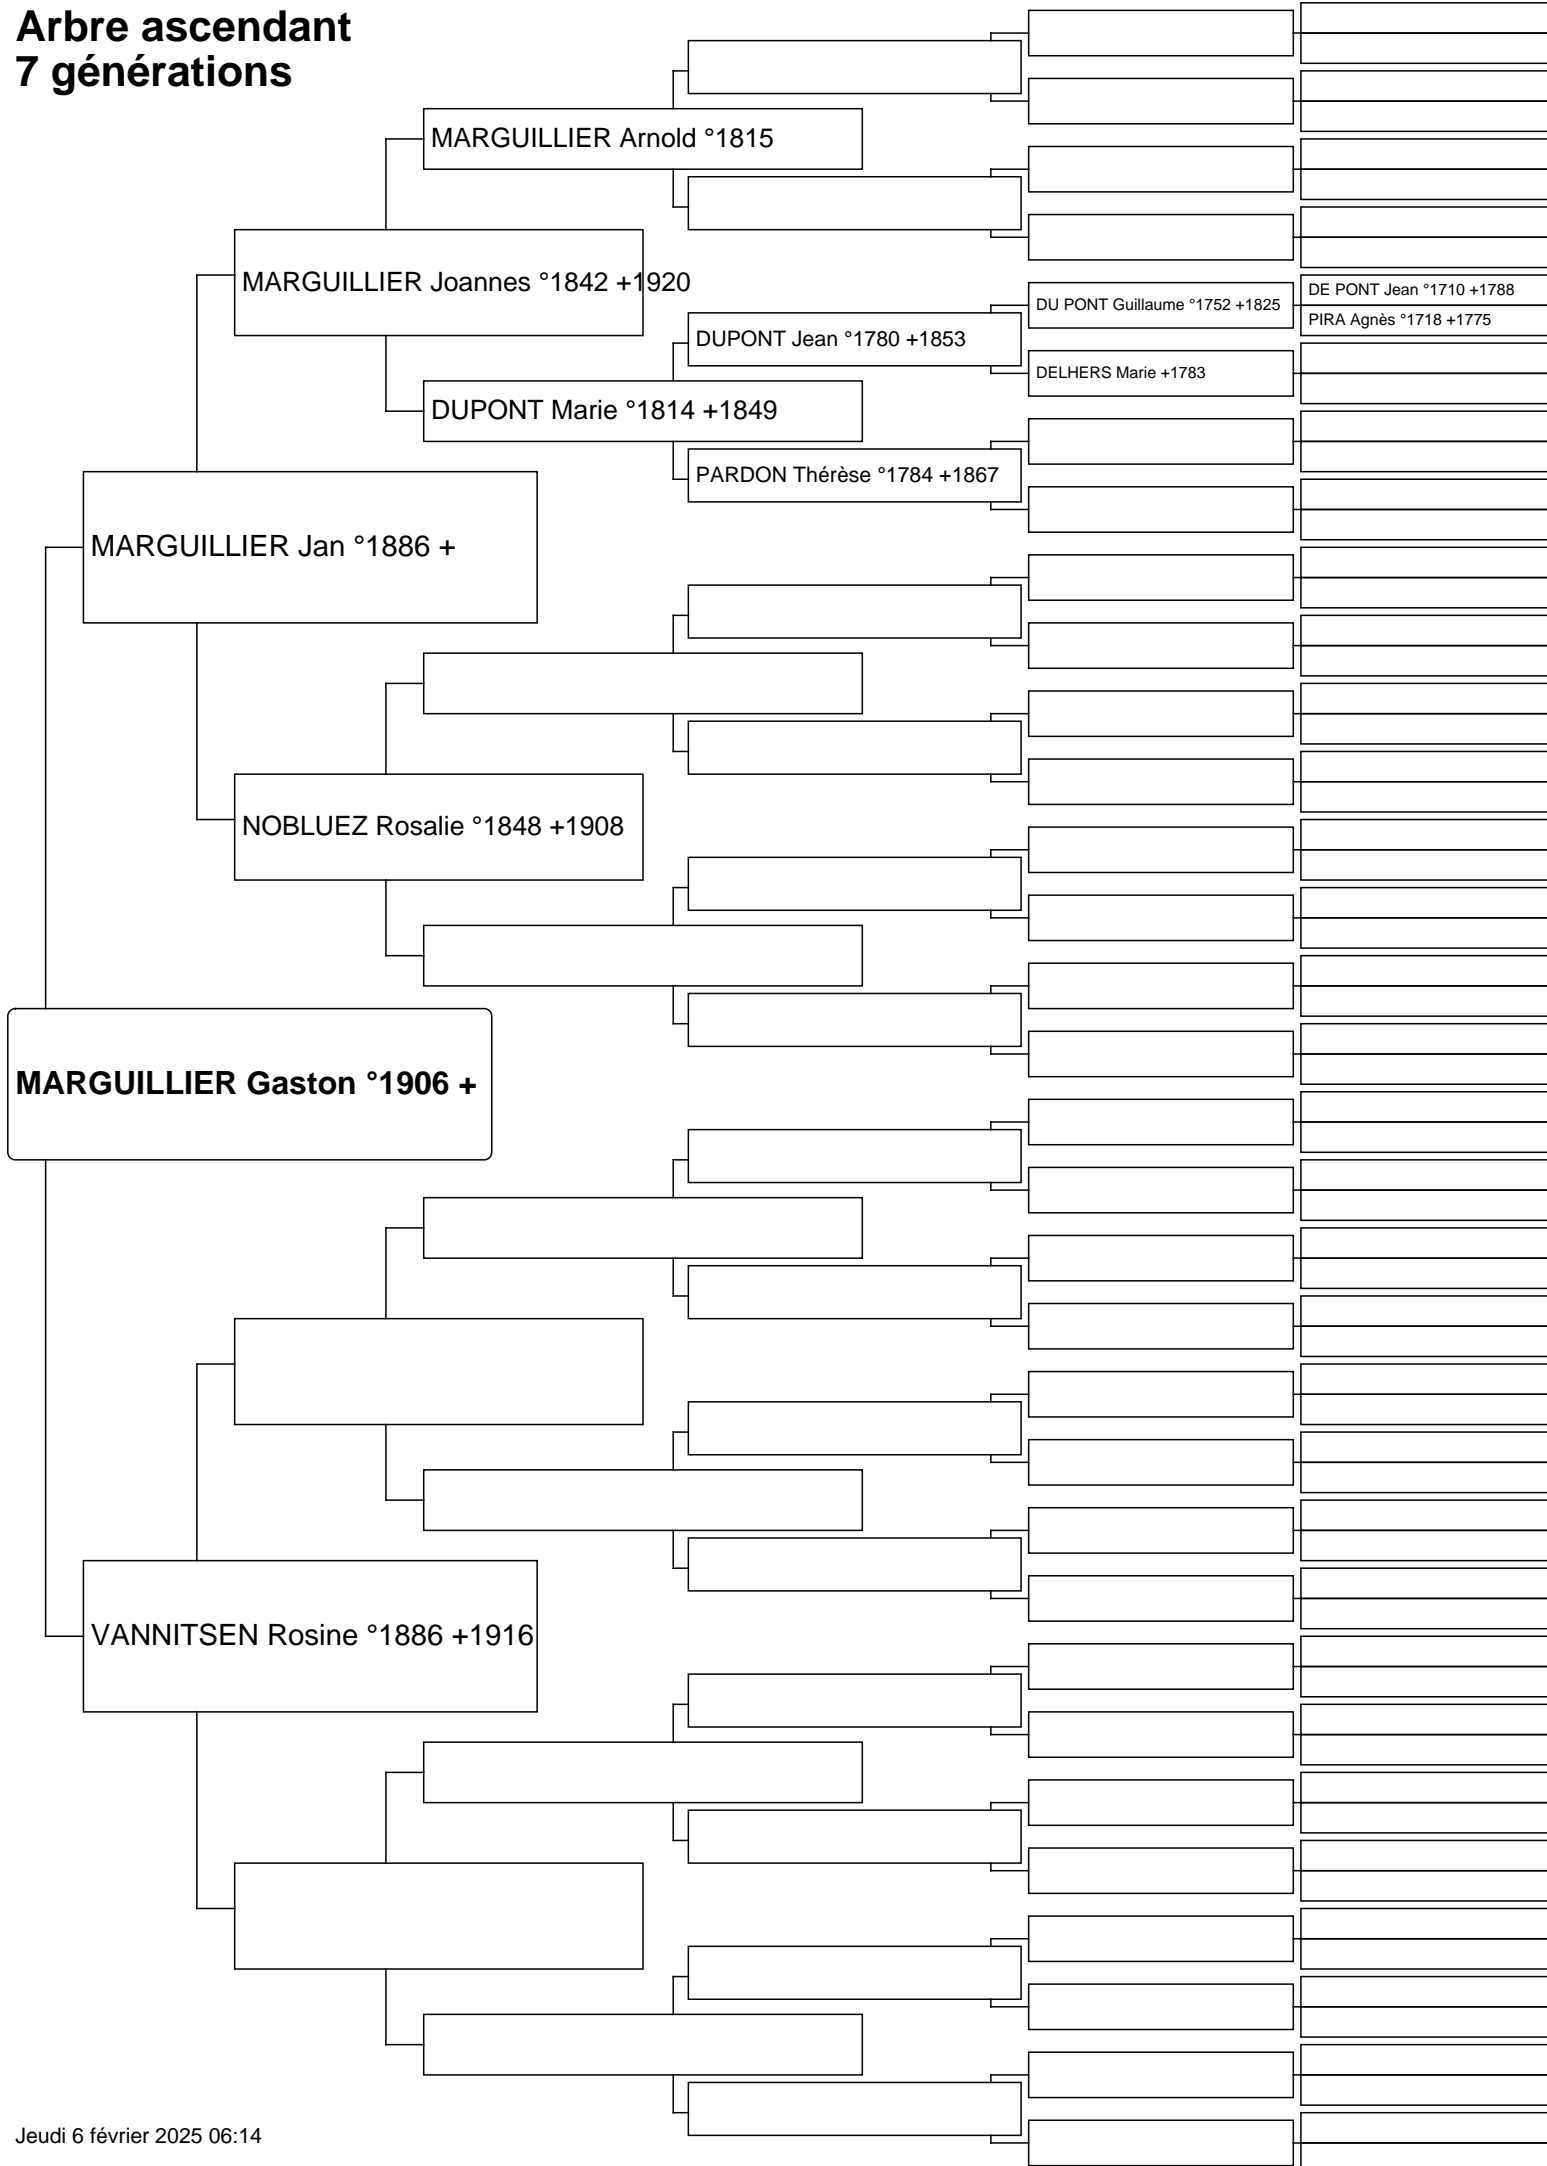 Arbre ascendant
7 générations
MARGUILLIER Arnold °1815
MARGUILLIER Joannes °1842 +1920
DU PONT Guillaume °1752 +1825
DE PONT Jean °1710 +1788
PIRA Agnès °1718 +1775
DUPONT Jean °1780 +1853
DELHERS Marie +1783
DUPONT Marie °1814 +1849
PARDON Thérèse °1784 +1867
MARGUILLIER Jan °1886 +
NOBLUEZ Rosalie °1848 +1908
MARGUILLIER Gaston °1906 +
VANNITSEN Rosine °1886 +1916
Jeudi 6 février 2025 06:14